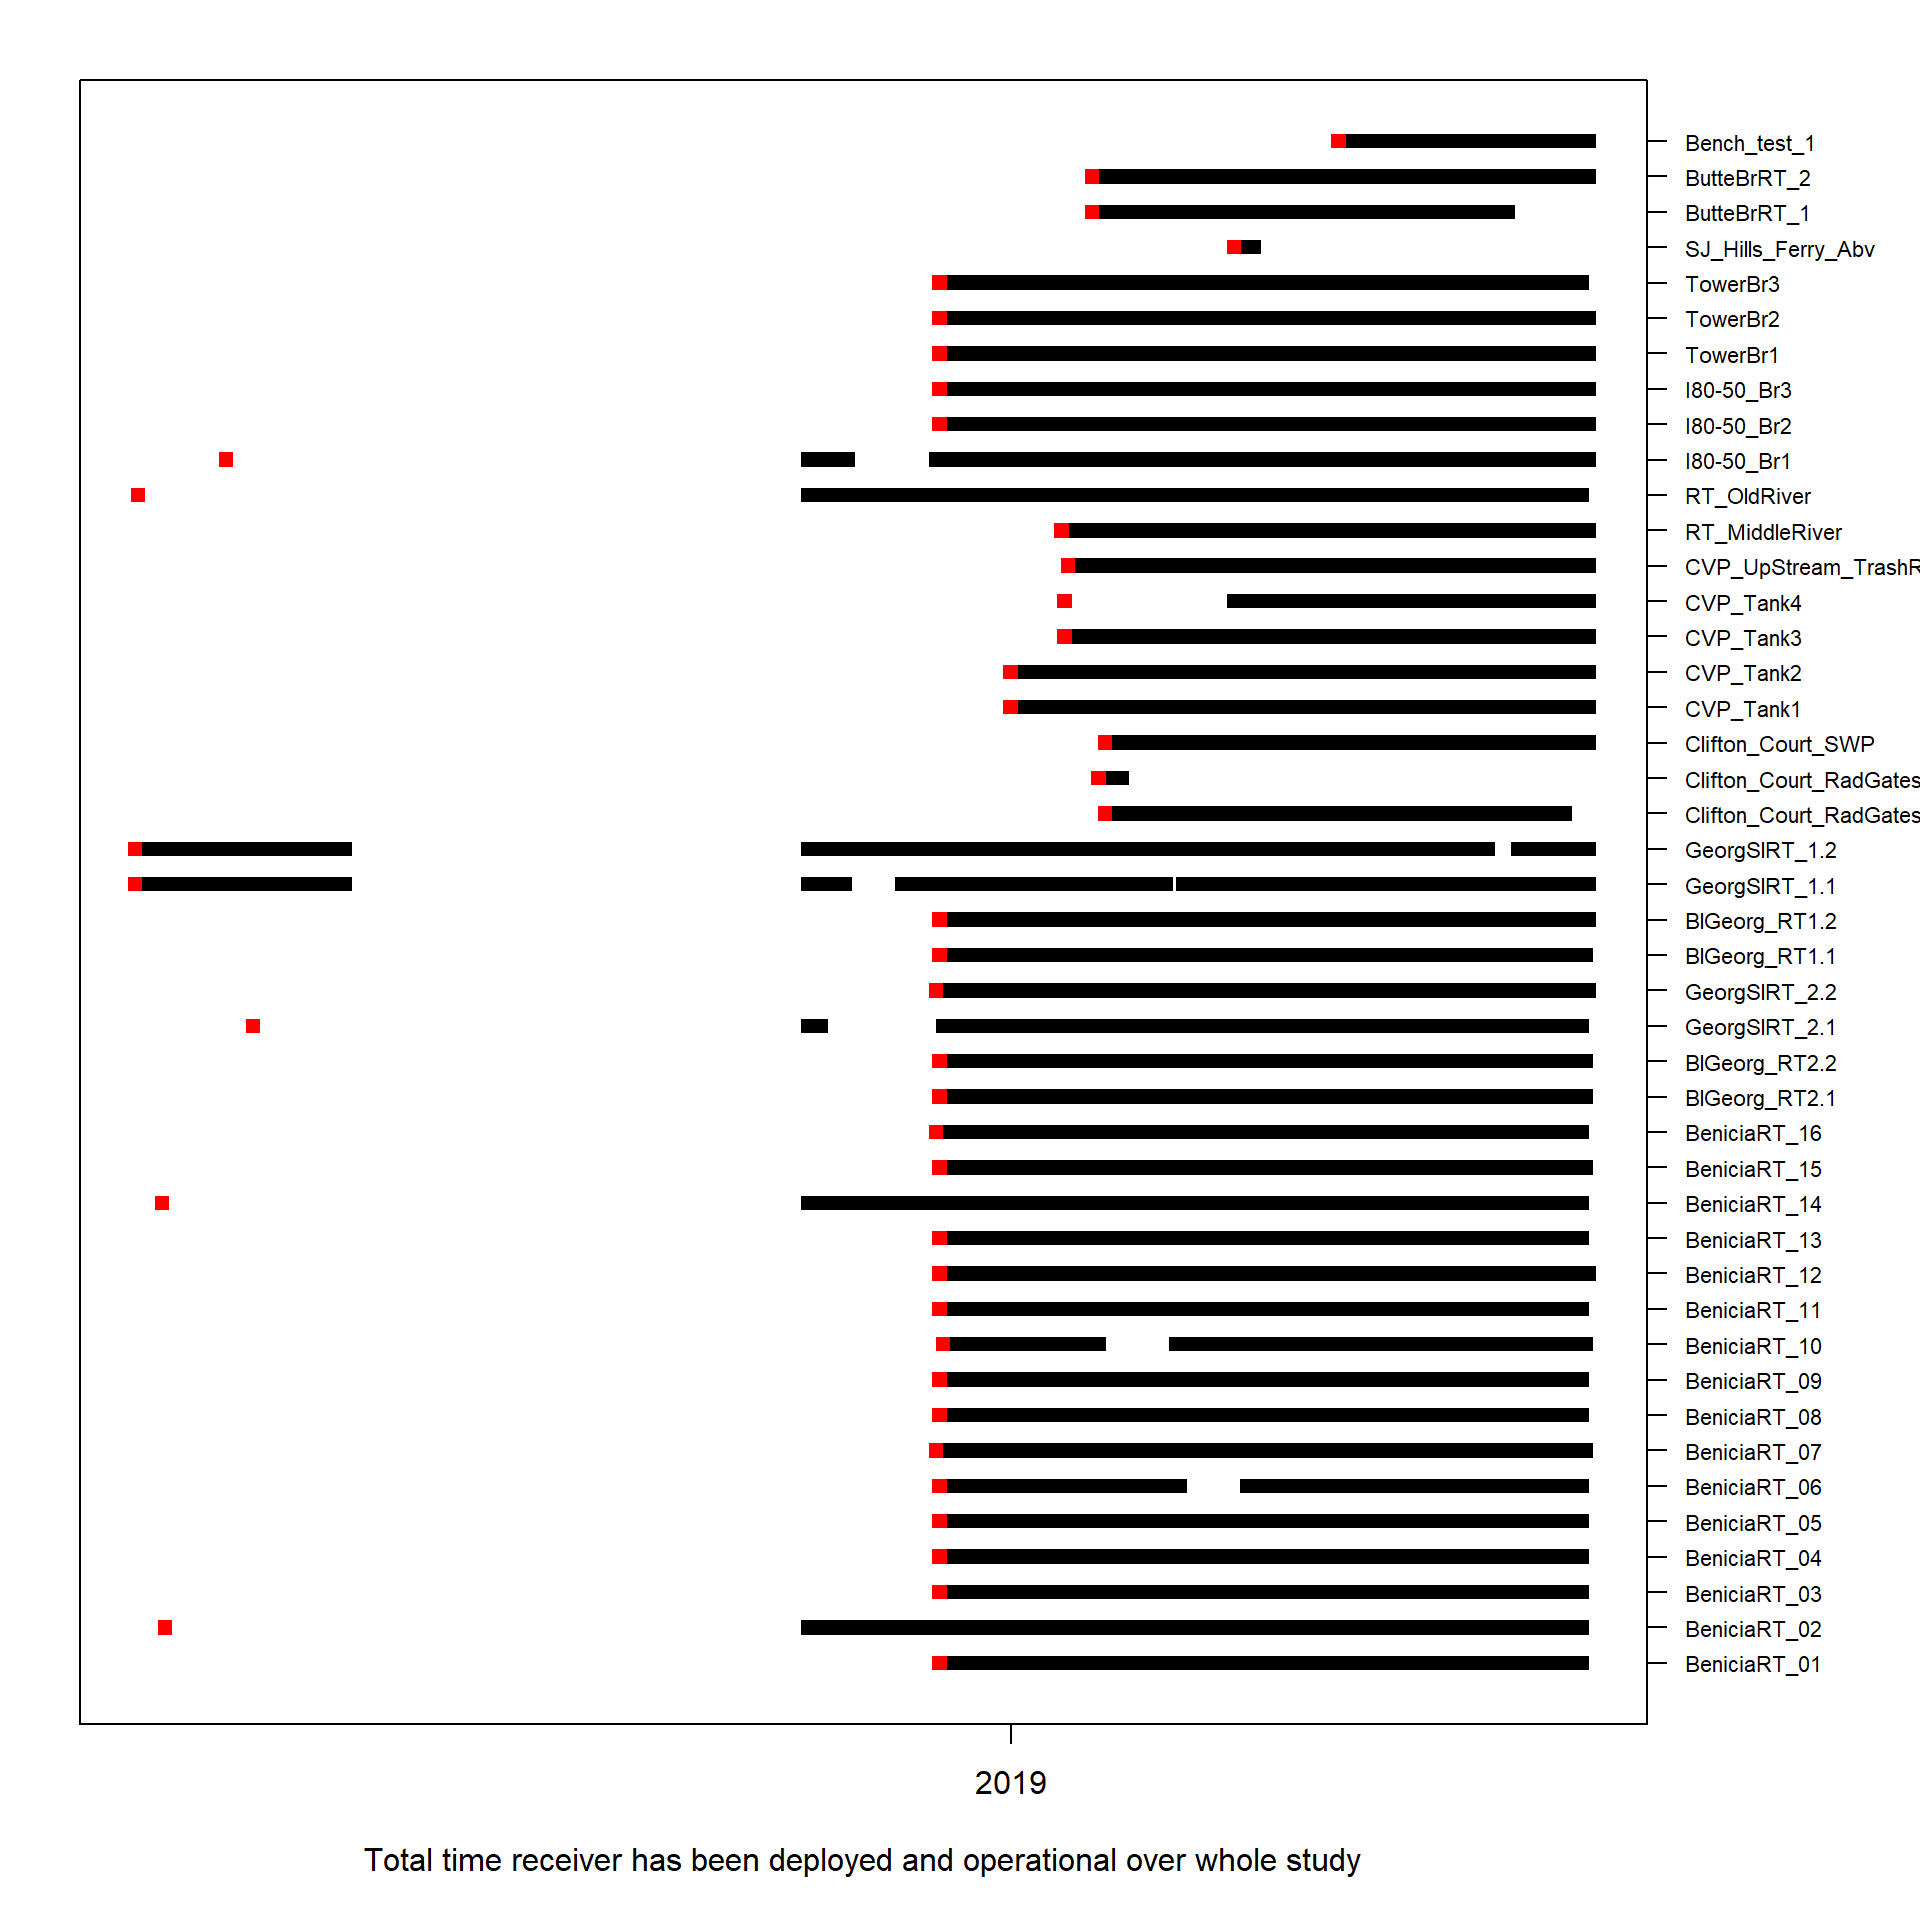 Bench_test_1
ButteBrRT_2
ButteBrRT_1
SJ_Hills_Ferry_Abv
TowerBr3
TowerBr2
TowerBr1
I80-50_Br3
I80-50_Br2
I80-50_Br1
RT_OldRiver
RT_MiddleRiver
CVP_UpStream_TrashR
CVP_Tank4
CVP_Tank3
CVP_Tank2
CVP_Tank1
Clifton_Court_SWP
Clifton_Court_RadGates
Clifton_Court_RadGates
GeorgSlRT_1.2
GeorgSlRT_1.1
BlGeorg_RT1.2
BlGeorg_RT1.1
GeorgSlRT_2.2
GeorgSlRT_2.1
BlGeorg_RT2.2
BlGeorg_RT2.1
BeniciaRT_16
BeniciaRT_15
BeniciaRT_14
BeniciaRT_13
BeniciaRT_12
BeniciaRT_11
BeniciaRT_10
BeniciaRT_09
BeniciaRT_08
BeniciaRT_07
BeniciaRT_06
BeniciaRT_05
BeniciaRT_04
BeniciaRT_03
BeniciaRT_02
BeniciaRT_01
2019
Total time receiver has been deployed and operational over whole study